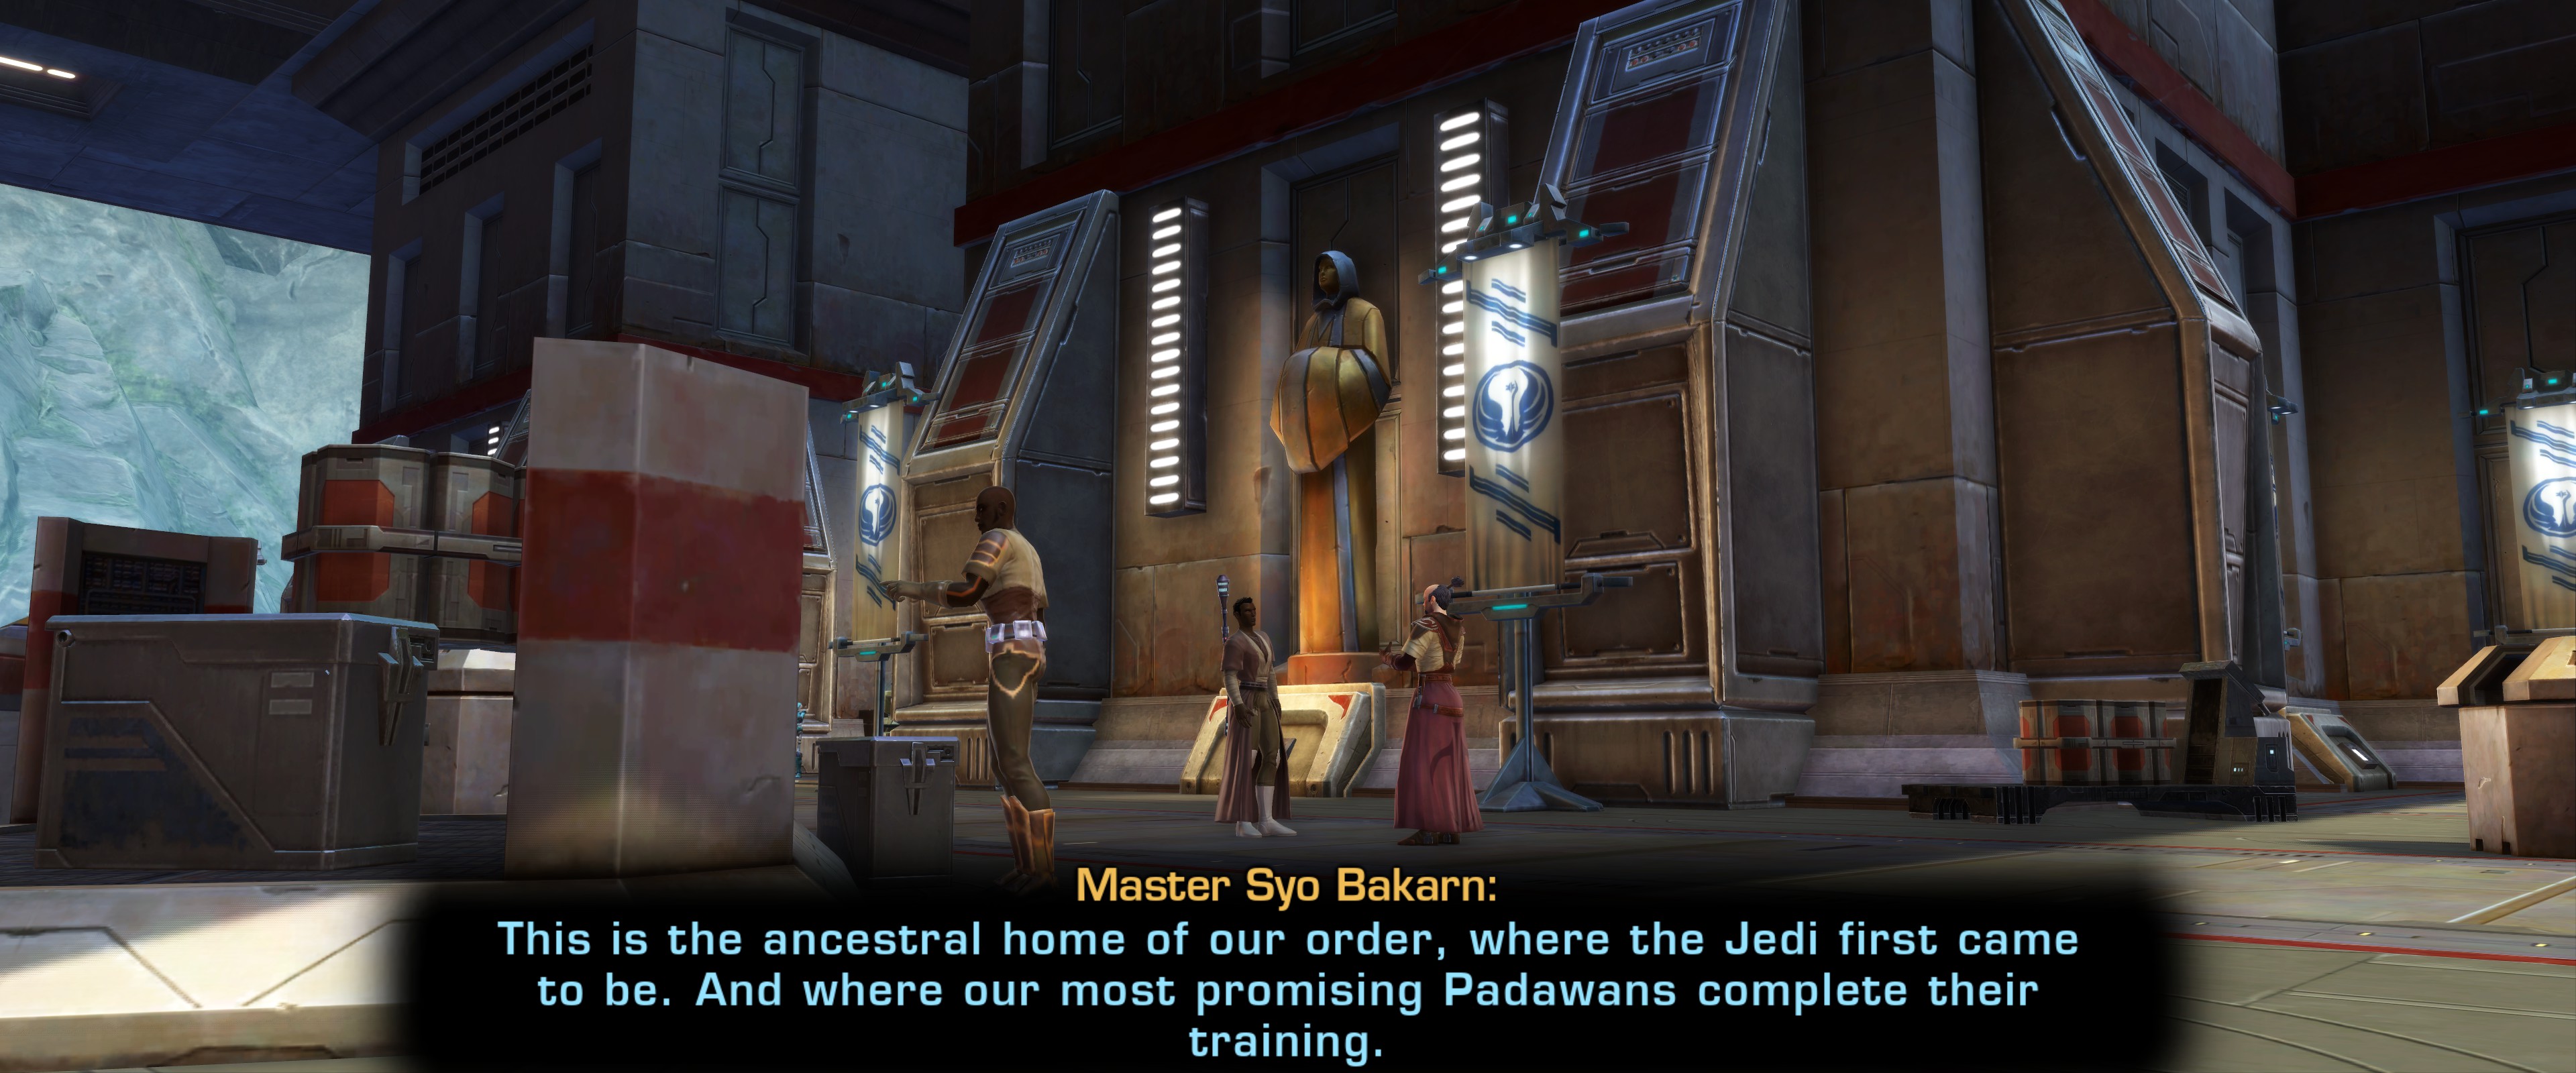 Master Syo Bakarn:
This is the ancestral home of our order, where the Jedi first came
to be. And where our most promising Padawans complete their
training.